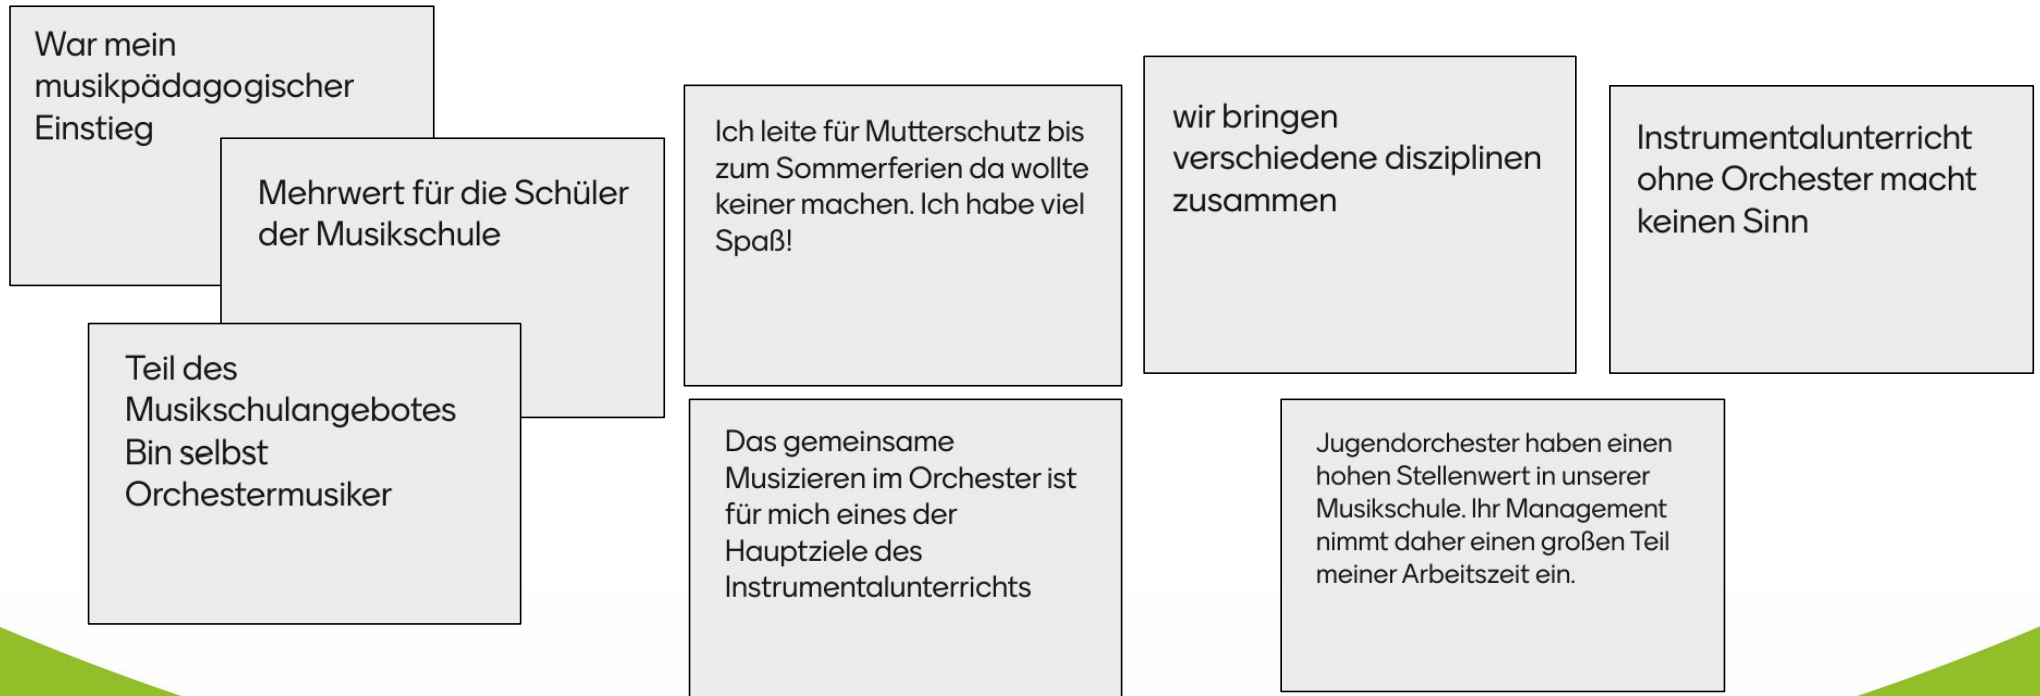 War mein
musikpädagogischer
Einstieg
Mehrwert für die Schüler
der Musikschule
Teil des
Musikschulangebotes
Bin selbst
Orchestermusiker
Ich leite für Mutterschutz bis
zum Sommerferien da wollte
keiner machen. Ich habe viel
Spaß!
Das gemeinsame
Musizieren im Orchester ist
für mich eines der
Hauptziele des
Instrumentalunterrichts
wir bringen
verschiedene disziplinen
zusammen
Instrumentalunterricht
ohne Orchester macht
keinen Sinn
Jugendorchester haben einen
hohen Stellenwert in unserer
Musikschule. Ihr Management
nimmt daher einen großen Teil
meiner Arbeitszeit ein.